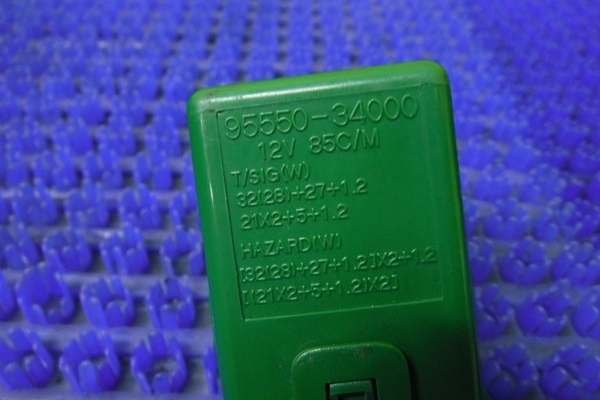 95550-34000
12V 85C/M
T/SIG(W)
32(28)+27+1.2
21X2+5+1.2
HAZARD(W)
[32(28)+27+1.2]X2+1.2
[(21X2+5+1.2)X2]